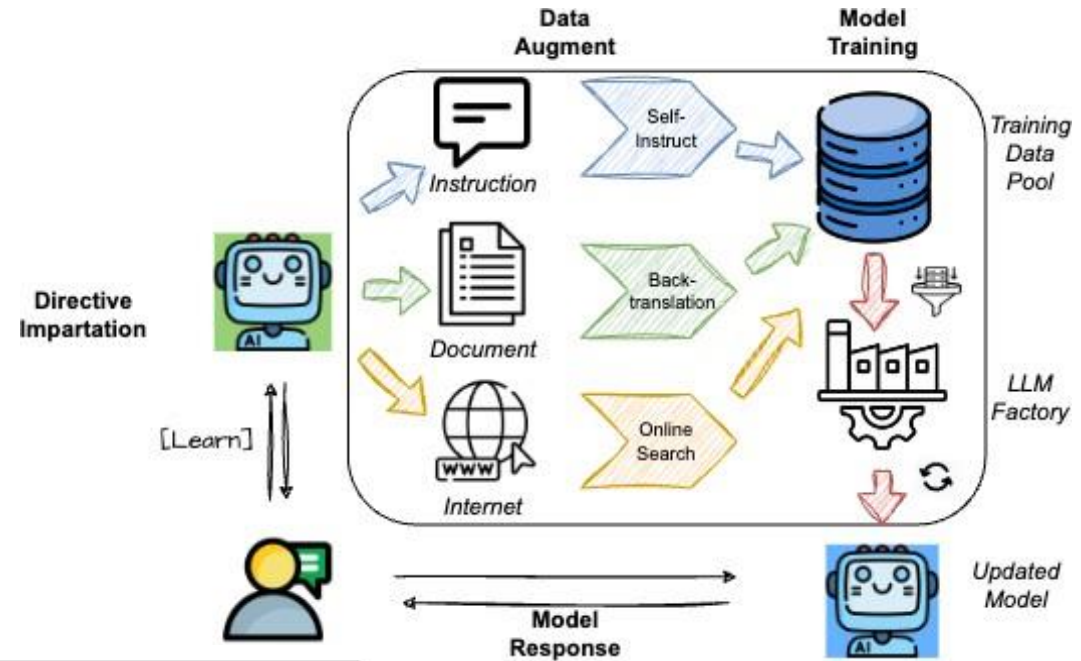 Data
Augment
Model
Training
Self-
Instruct
Training
Data
Pool
Instruction
Directive
Impartation
AI
Back-
translation
Document
[Learn]
Online
Search
LLM
Factory
WWW
Internet
Model
Response
AI
Updated
Model